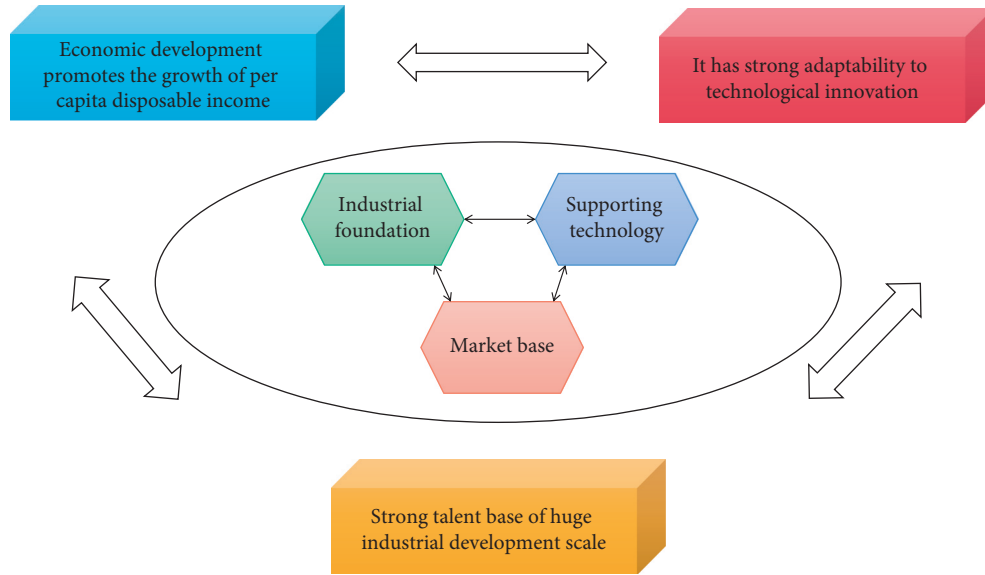 Economic development
promotes the growth of per
capita disposable income
It has strong adaptability to
technological innovation
Industrial
foundation
Supporting
technology
Market base
Strong talent base of huge
industrial development scale